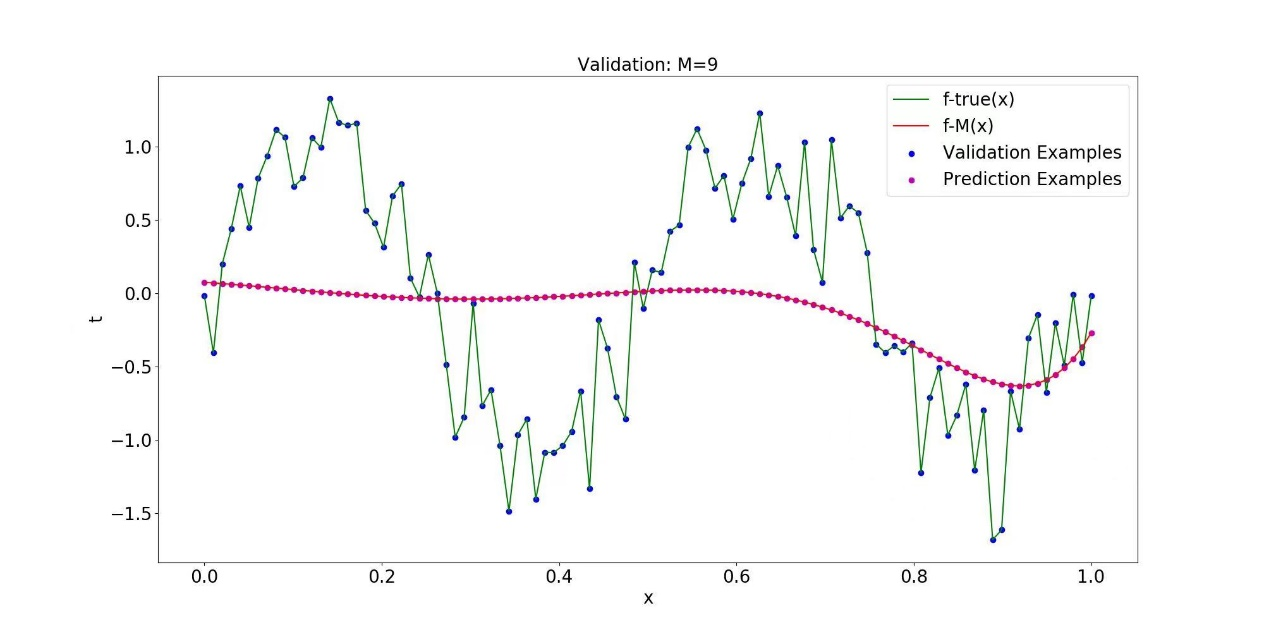 Validation: M=9
f-true(x)
f-M(x)
Validation Examples
Prediction Examples
1.0
0.5
0.0
−0.5
−1.0
−1.5
t
0.0 0.2 0.4 0.6 0.8 1.0
x